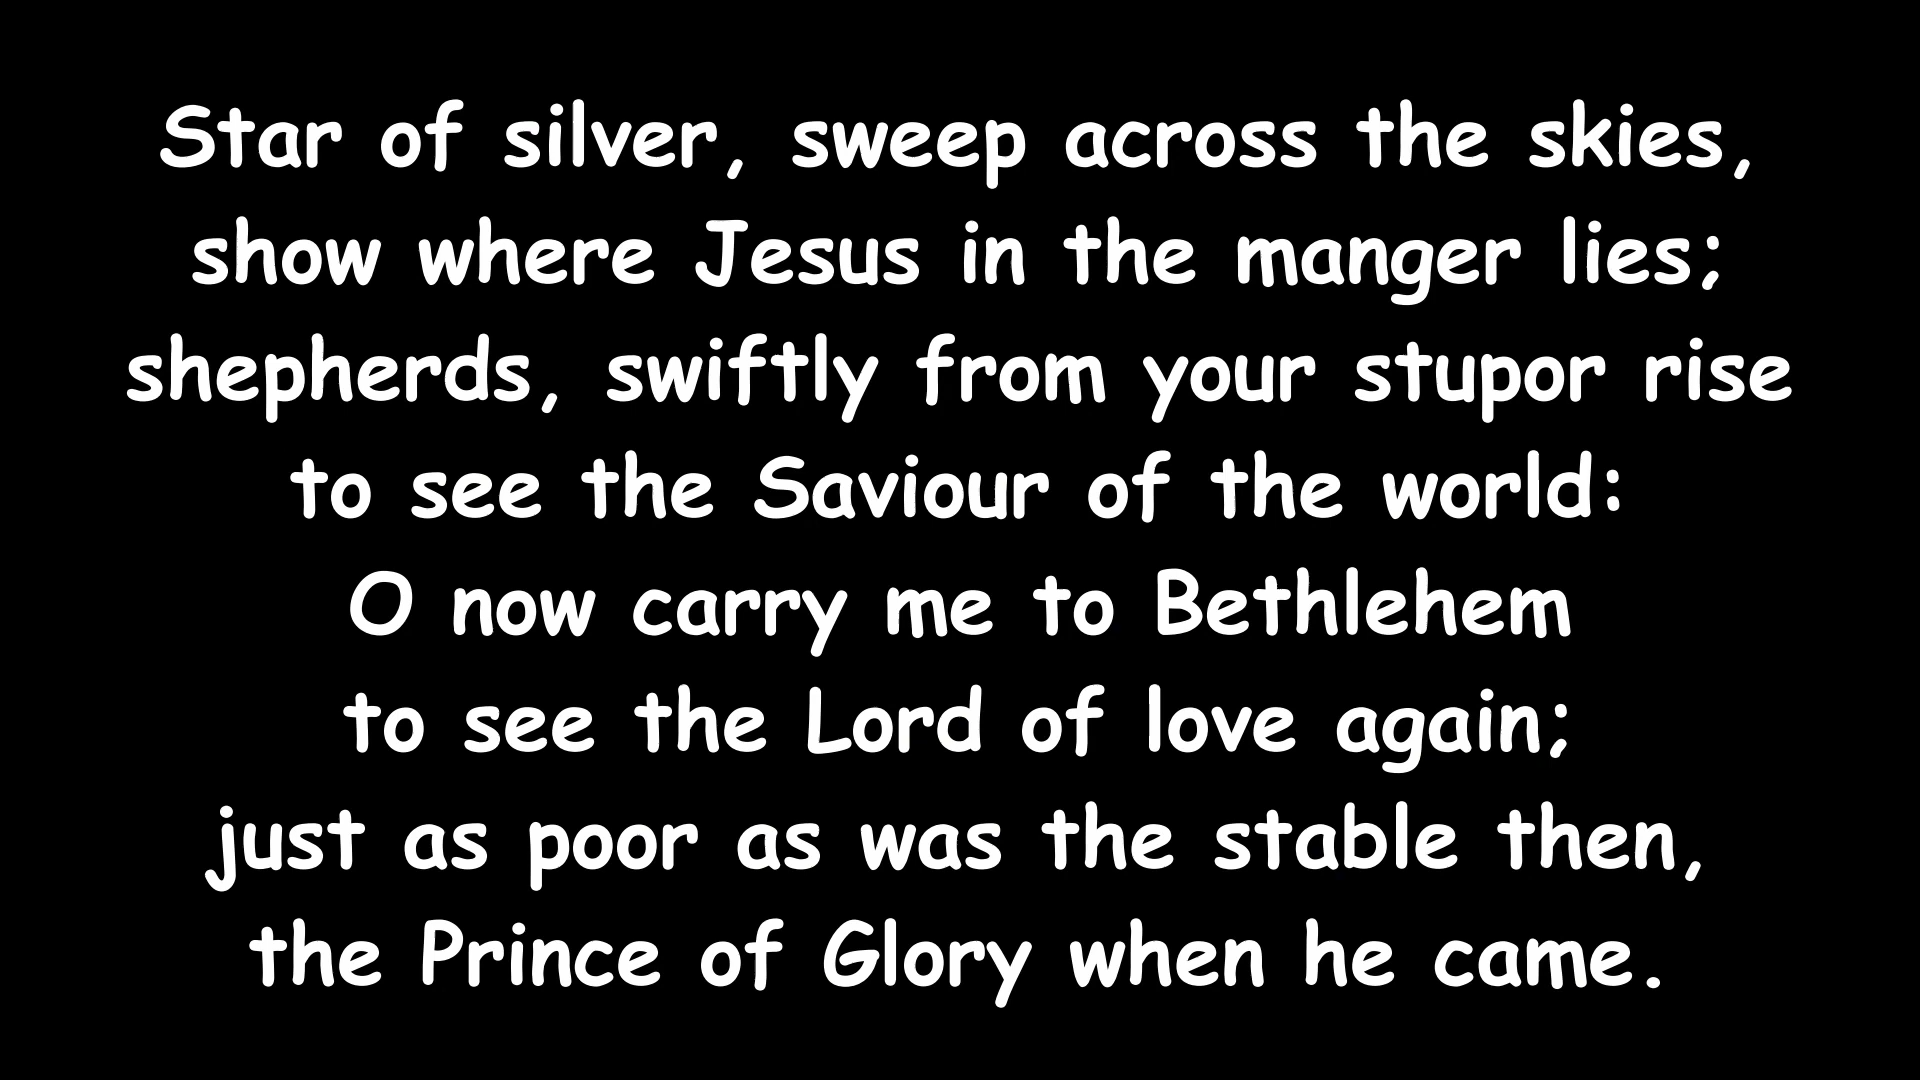 Star of silver, sweep across the skies,
show where Jesus in the manger lies;
shepherds, swiftly from your stupor rise
to see the Saviour of the world:
O now carry me to Bethlehem
to see the Lord of love again;
just as poor as was the stable then,
the Prince of Glory when he came.